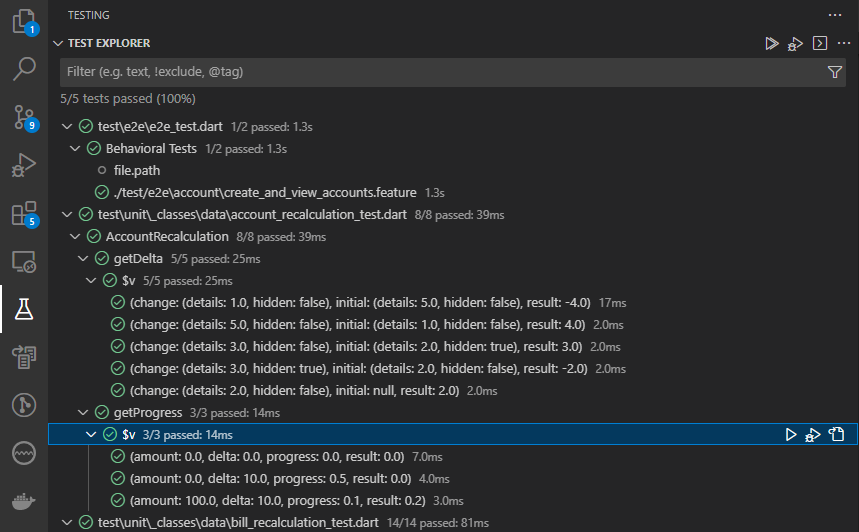 TESTING
1
TEST EXPLORER
Filter (e.g. text, !exclude, @tag)
5/5 tests passed (100%)
9
test\e2e\e2e_test.dart 1/2 passed: 1.3s
Behavioral Tests 1/2 passed: 1.3s
file.path
./test/e2e\account\create_and_view_accounts.feature 1.3s
5
test\unit\_classes\data\account_recalculation_test.dart 8/8 passed: 39ms
AccountRecalculation 8/8 passed: 39ms
getDelta 5/5 passed: 25ms
$v 5/5 passed: 25ms
(change: (details: 1.0, hidden: false), initial: (details: 5.0, hidden: false), result: -4.0) 17ms
(change: (details: 5.0, hidden: false), initial: (details: 1.0, hidden: false), result: 4.0) 2.0ms
(change: (details: 3.0, hidden: false), initial: (details: 2.0, hidden: true), result: 3.0) 2.0ms
(change: (details: 3.0, hidden: true), initial: (details: 2.0, hidden: false), result: -2.0) 2.0ms
(change: (details: 2.0, hidden: false), initial: null, result: 2.0) 2.0ms
getProgress 3/3 passed: 14ms
$v 3/3 passed: 14ms
(amount: 0.0, delta: 0.0, progress: 0.0, result: 0.0) 7.0ms
(amount: 0.0, delta: 10.0, progress: 0.5, result: 0.0) 4.0ms
(amount: 100.0, delta: 10.0, progress: 0.1, result: 0.2) 3.0ms
test\unit\_classes\data\bill_recalculation_test.dart 14/14 passed: 81ms